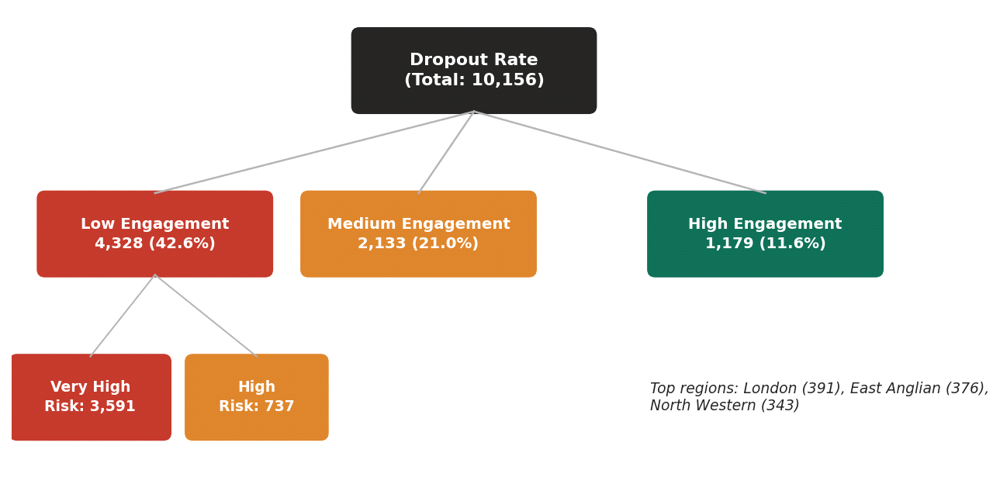 Dropout Rate
(Total: 10,156)
Low Engagement
4,328 (42.6%)
Medium Engagement
2,133 (21.0%)
High Engagement
1,179 (11.6%)
Very High
Risk: 3,591
High
Risk: 737
Top regions: London (391), East Anglian (376),
North Western (343)